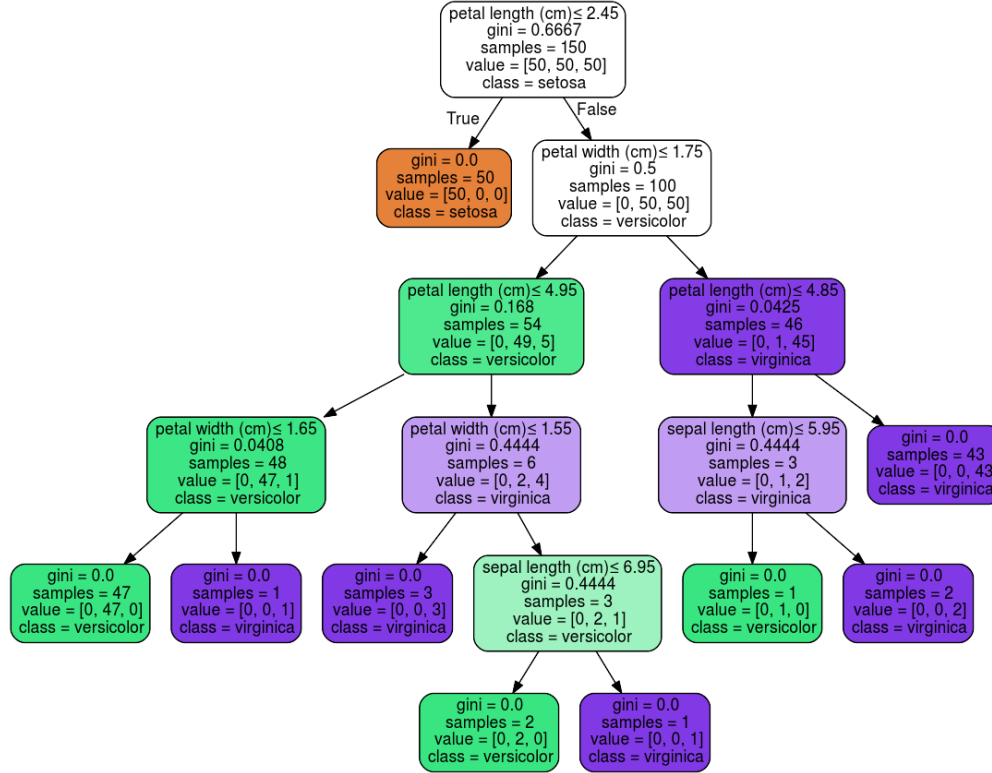 petal length (cm)≤ 2.45
gini = 0.6667
samples = 150
value = [50, 50, 50]
class = setosa
True
False
gini = 0.0
samples = 50
value = [50, 0, 0]
class = setosa
petal width (cm)≤ 1.75
gini = 0.5
samples = 100
value = [0, 50, 50]
class = versicolor
petal length (cm)≤ 4.95
gini = 0.168
samples = 54
value = [0, 49, 5]
class = versicolor
petal length (cm)≤ 4.85
gini = 0.0425
samples = 46
value = [0, 1, 45]
class = virginica
petal width (cm)≤ 1.65
gini = 0.0408
samples = 48
value = [0, 47, 1]
class = versicolor
petal width (cm)≤ 1.55
gini = 0.4444
samples = 6
value = [0, 2, 4]
class = virginica
sepal length (cm)≤ 5.95
gini = 0.4444
samples = 3
value = [0, 1, 2]
class = virginica
gini = 0.0
samples = 43
value = [0, 0, 43]
class = virginica
gini = 0.0
samples = 47
value = [0, 47, 0]
class = versicolor
gini = 0.0
samples = 1
value = [0, 0, 1]
class = virginica
gini = 0.0
samples = 3
value = [0, 0, 3]
class = virginica
sepal length (cm)≤ 6.95
gini = 0.4444
samples = 3
value = [0, 2, 1]
class = versicolor
gini = 0.0
samples = 1
value = [0, 1, 0]
class = versicolor
gini = 0.0
samples = 2
value = [0, 0, 2]
class = virginica
gini = 0.0
samples = 2
value = [0, 2, 0]
class = versicolor
gini = 0.0
samples = 1
value = [0, 0, 1]
class = virginica